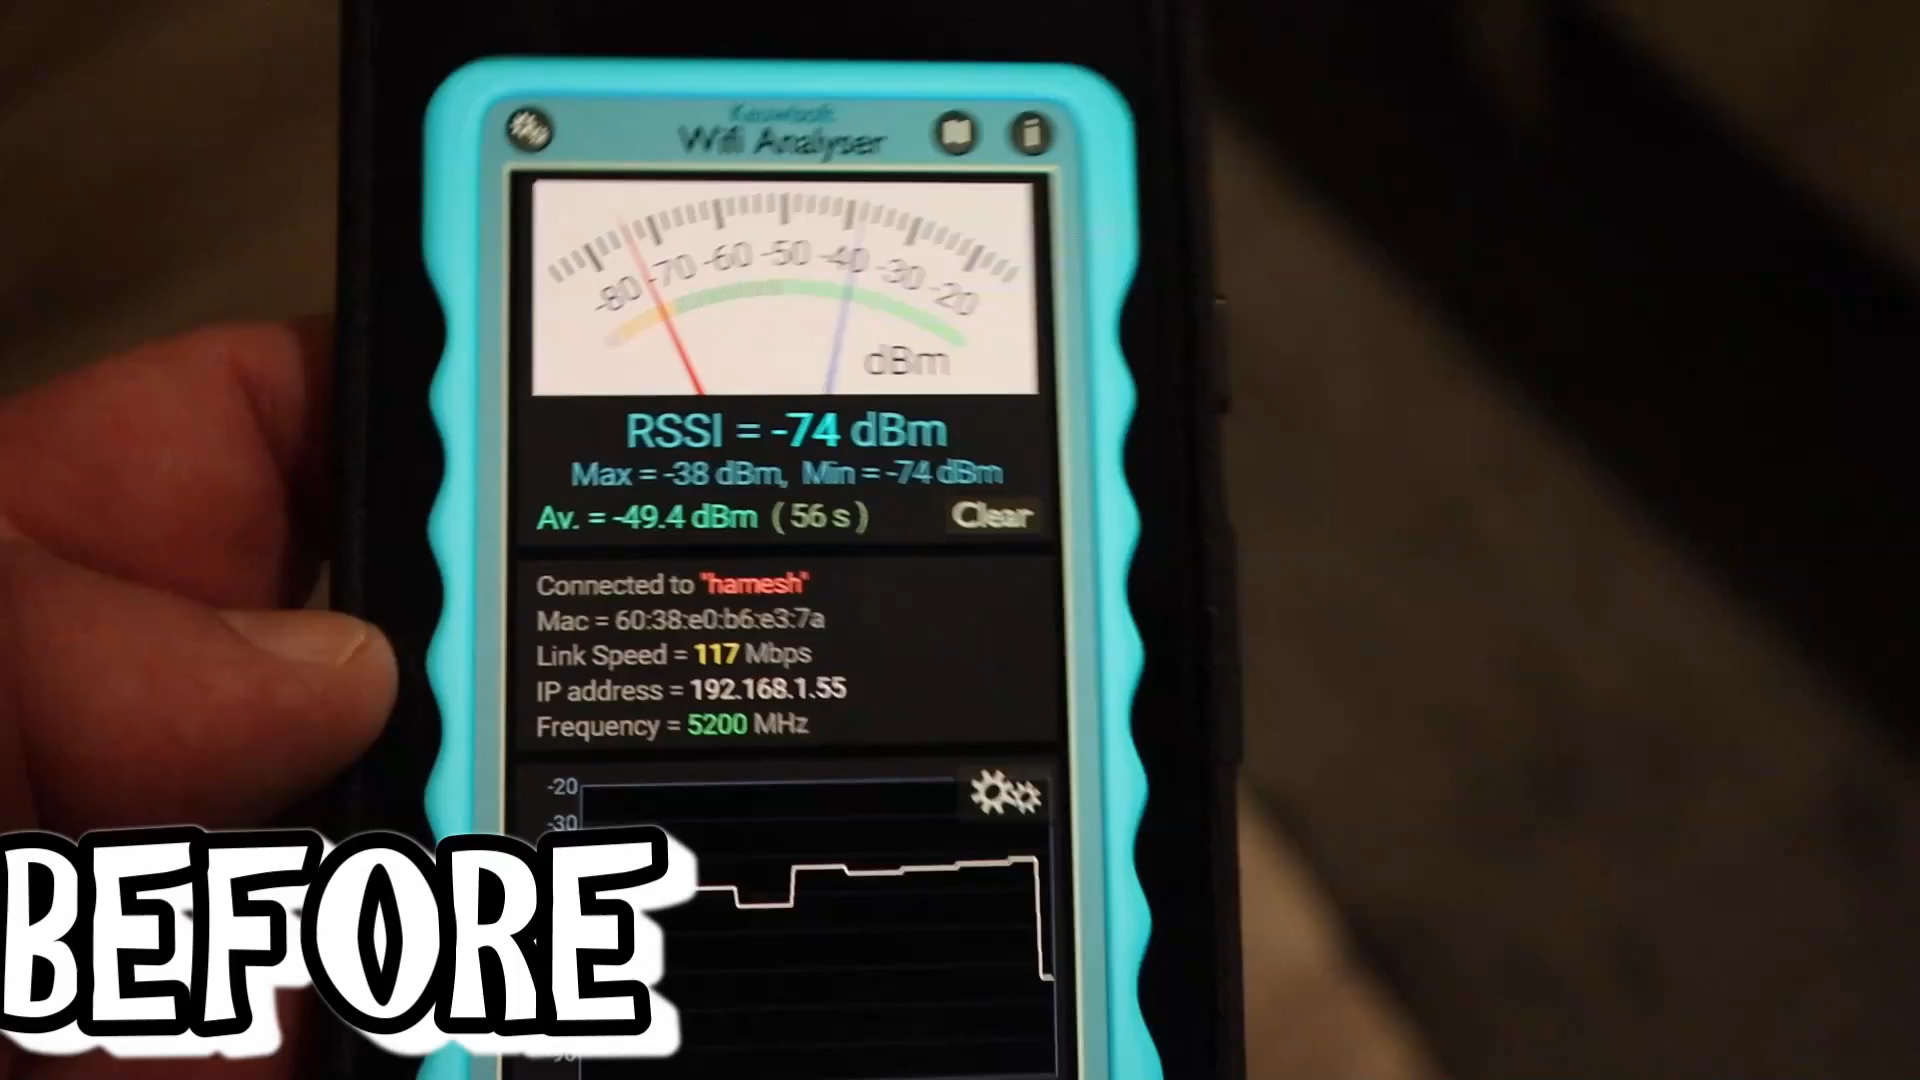 Keuwlsoft
Wifi Analyser
-80 -70 -60 -50 -40 -30 -20
dBm
RSSI = -74 dBm
Max = -38 dBm, Min = -74 dBm
Av. = -49.4 dBm ( 56 s )
Clear
Connected to "hamesh"
Mac = 60:38:e0:b6:e3:7a
Link Speed = 117 Mbps
IP address = 192.168.1.55
Frequency = 5200 MHz
-20
-30
BEFORE